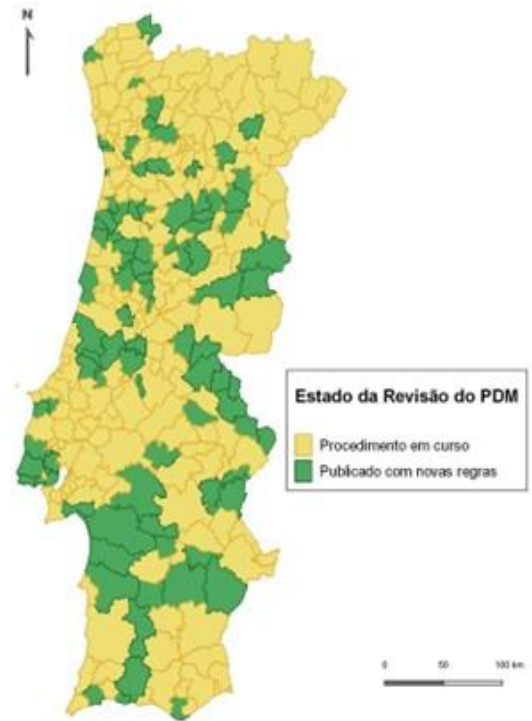 N
Estado da Revisão do PDM
Procedimento em curso
Publicado com novas regras
0 50 100 km